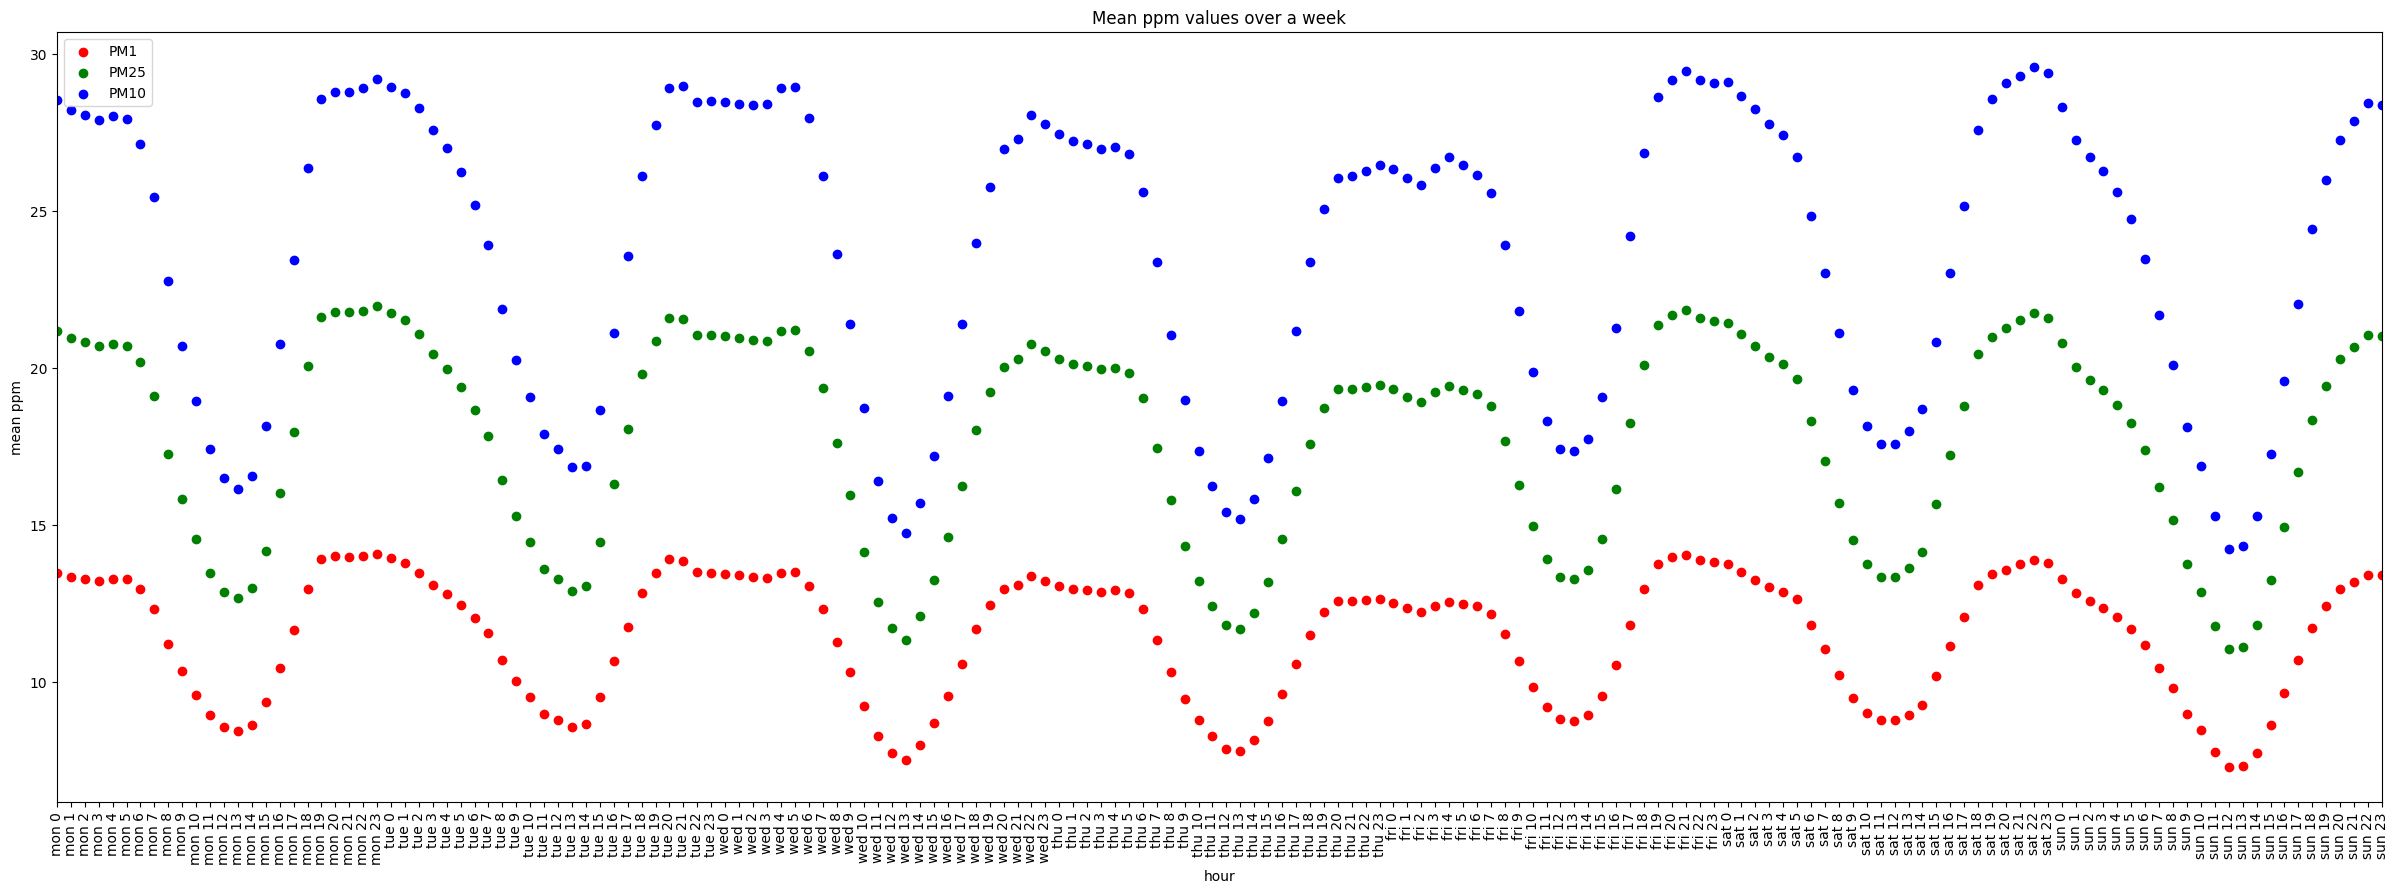 Mean ppm values over a week
PM1
PM25
PM10
30
25
20
15
10
mean ppm
mon 0
mon 1
mon 2
mon 3
mon 4
mon 5
mon 6
mon 7
mon 8
mon 9
mon 10
mon 11
mon 12
mon 13
mon 14
mon 15
mon 16
mon 17
mon 18
mon 19
mon 20
mon 21
mon 22
mon 23
tue 0
tue 1
tue 2
tue 3
tue 4
tue 5
tue 6
tue 7
tue 8
tue 9
tue 10
tue 11
tue 12
tue 13
tue 14
tue 15
tue 16
tue 17
tue 18
tue 19
tue 20
tue 21
tue 22
tue 23
wed 0
wed 1
wed 2
wed 3
wed 4
wed 5
wed 6
wed 7
wed 8
wed 9
wed 10
wed 11
wed 12
wed 13
wed 14
wed 15
wed 16
wed 17
wed 18
wed 19
wed 20
wed 21
wed 22
wed 23
thu 0
thu 1
thu 2
thu 3
thu 4
thu 5
thu 6
thu 7
thu 8
thu 9
thu 10
thu 11
thu 12
thu 13
thu 14
thu 15
thu 16
thu 17
thu 18
thu 19
thu 20
thu 21
thu 22
thu 23
fri 0
fri 1
fri 2
fri 3
fri 4
fri 5
fri 6
fri 7
fri 8
fri 9
fri 10
fri 11
fri 12
fri 13
fri 14
fri 15
fri 16
fri 17
fri 18
fri 19
fri 20
fri 21
fri 22
fri 23
sat 0
sat 1
sat 2
sat 3
sat 4
sat 5
sat 6
sat 7
sat 8
sat 9
sat 10
sat 11
sat 12
sat 13
sat 14
sat 15
sat 16
sat 17
sat 18
sat 19
sat 20
sat 21
sat 22
sat 23
sun 0
sun 1
sun 2
sun 3
sun 4
sun 5
sun 6
sun 7
sun 8
sun 9
sun 10
sun 11
sun 12
sun 13
sun 14
sun 15
sun 16
sun 17
sun 18
sun 19
sun 20
sun 21
sun 22
sun 23
hour